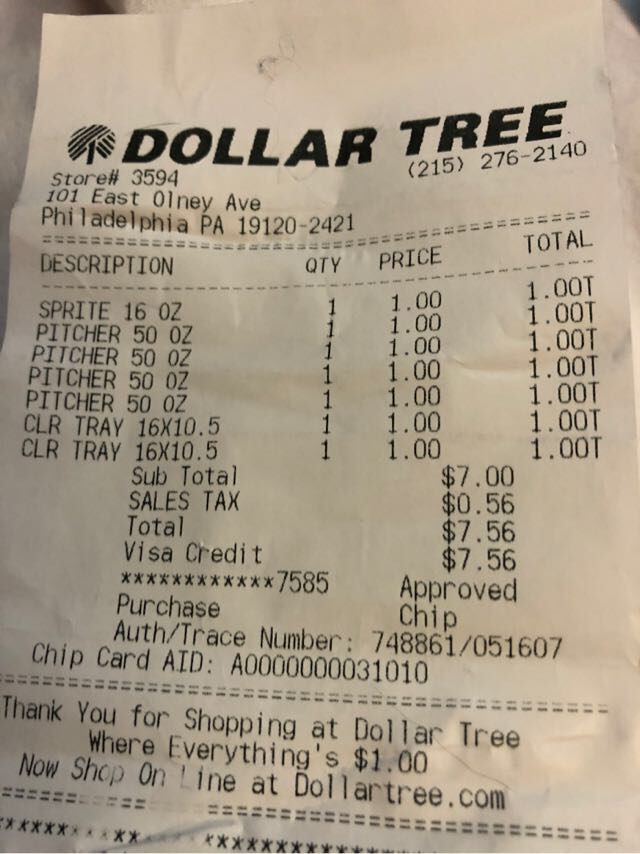 DOLLAR TREE
(215) 276-2140
Store# 3594
101 East Olney Ave
Philadelphia PA 19120-2421
================================================
DESCRIPTION QTY PRICE TOTAL
------------------------------------------------
SPRITE 16 OZ 1 1.00 1.00T
PITCHER 50 OZ 1 1.00 1.00T
PITCHER 50 OZ 1 1.00 1.00T
PITCHER 50 OZ 1 1.00 1.00T
PITCHER 50 OZ 1 1.00 1.00T
CLR TRAY 16X10.5 1 1.00 1.00T
CLR TRAY 16X10.5 1 1.00 1.00T
Sub Total $7.00
SALES TAX $0.56
Total $7.56
Visa Credit $7.56
************7585 Approved
Purchase Chip
Auth/Trace Number: 748861/051607
Chip Card AID: A0000000031010
================================================
Thank You for Shopping at Dollar Tree
Where Everything's $1.00
Now Shop On Line at Dollartree.com
================================================